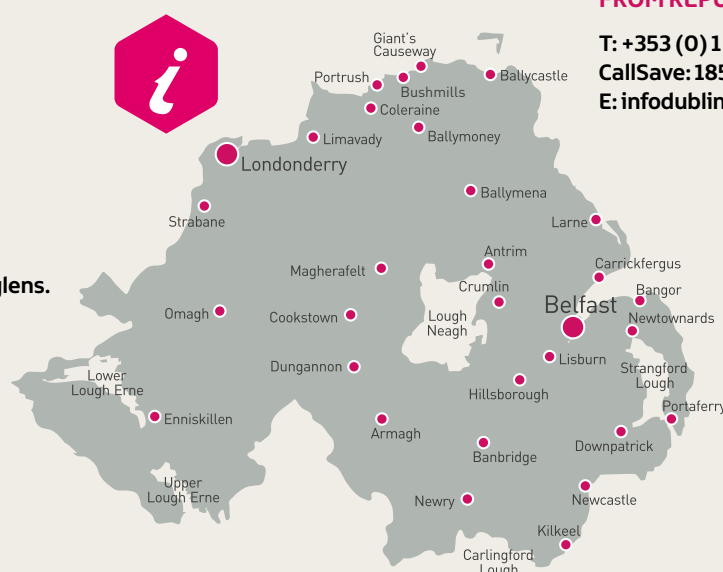 FROM REPU
T: +353 (0) 1
CallSave: 185
E: infodublin
i
glens.
Giant's
Causeway
Portrush
Bushmills
Ballycastle
Coleraine
Limavady
Ballymoney
Londonderry
Ballymena
Strabane
Larne
Antrim
Magherafelt
Carrickfergus
Crumlin
Bangor
Belfast
Omagh
Cookstown
Lough
Neagh
Newtownards
Lisburn
Dungannon
Strangford
Lough
Lower
Lough Erne
Hillsborough
Portaferry
Enniskillen
Armagh
Downpatrick
Banbridge
Upper
Lough Erne
Newry
Newcastle
Kilkeel
Carlingford
Lough